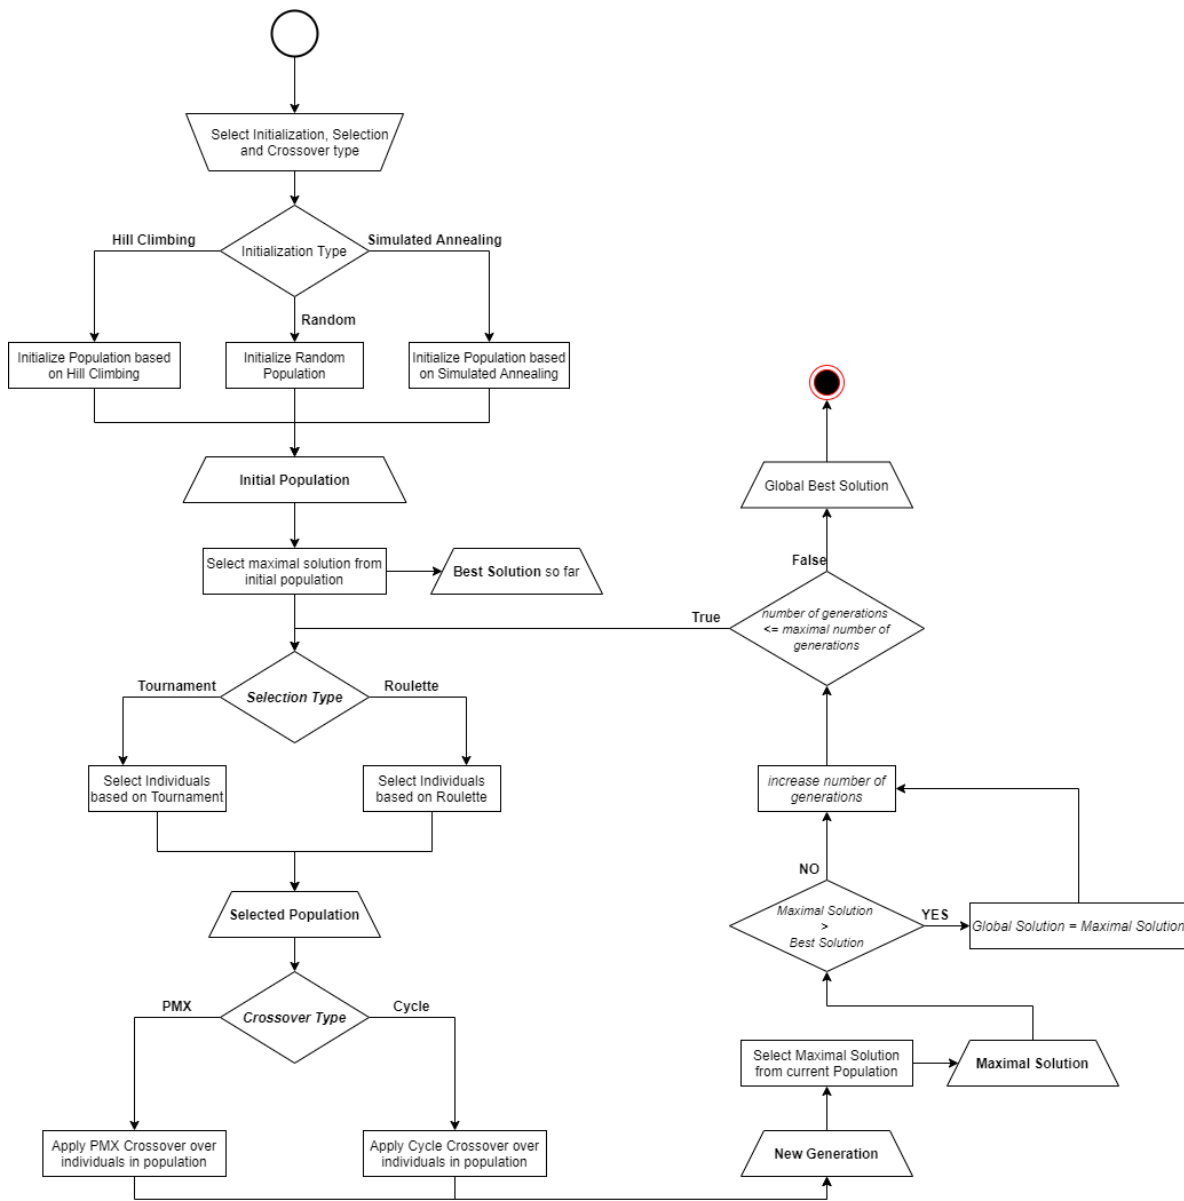 Select Initialization, Selection
and Crossover type
Hill Climbing
Simulated Annealing
Initialization Type
Random
Initialize Population based
on Hill Climbing
Initialize Random
Population
Initialize Population based
on Simulated Annealing
Initial Population
Select maximal solution from
initial population
Best Solution so far
Selection Type
Tournament
Roulette
Select Individuals
based on Tournament
Select Individuals
based on Roulette
Selected Population
Crossover Type
PMX
Cycle
Apply PMX Crossover over
individuals in population
Apply Cycle Crossover over
individuals in population
New Generation
Select Maximal Solution
from current Population
Maximal Solution
Maximal Solution
>
Best Solution
YES
Global Solution = Maximal Solution
NO
increase number of
generations
number of generations
<= maximal number of
generations
True
False
Global Best Solution